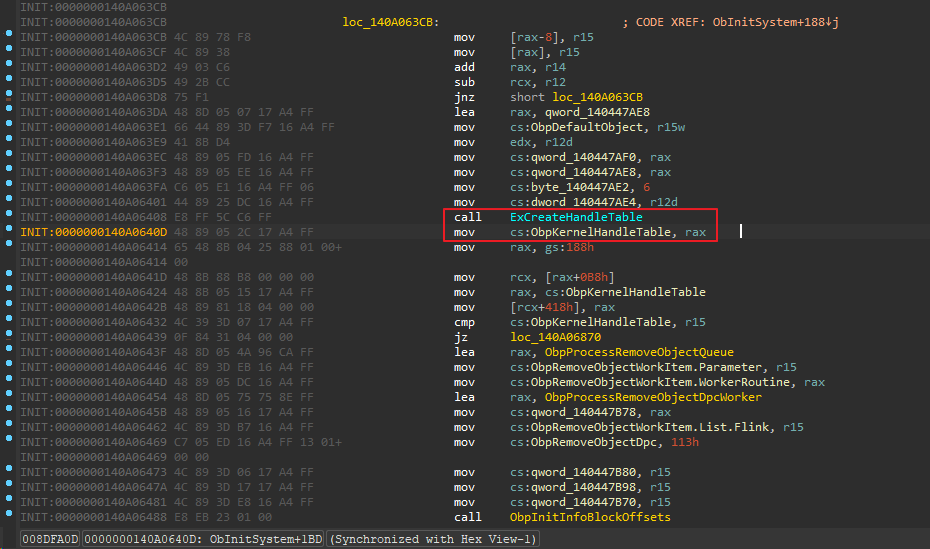 INIT:0000000140A063CB
INIT:0000000140A063CB loc_140A063CB: ; CODE XREF: ObInitSystem+188↓j
INIT:0000000140A063CB 4C 89 78 F8 mov [rax-8], r15
INIT:0000000140A063CF 4C 89 38 mov [rax], r15
INIT:0000000140A063D2 49 03 C6 add rax, r14
INIT:0000000140A063D5 49 2B CC sub rcx, r12
INIT:0000000140A063D8 75 F1 jnz short loc_140A063CB
INIT:0000000140A063DA 48 8D 05 07 17 A4 FF lea rax, qword_140447AE8
INIT:0000000140A063E1 66 44 89 3D F7 16 A4 FF mov cs:ObpDefaultObject, r15w
INIT:0000000140A063E9 41 8B D4 mov edx, r12d
INIT:0000000140A063EC 48 89 05 FD 16 A4 FF mov cs:qword_140447AF0, rax
INIT:0000000140A063F3 48 89 05 EE 16 A4 FF mov cs:qword_140447AE8, rax
INIT:0000000140A063FA C6 05 E1 16 A4 FF 06 mov cs:byte_140447AE2, 6
INIT:0000000140A06401 44 89 25 DC 16 A4 FF mov cs:dword_140447AE4, r12d
INIT:0000000140A06408 E8 FF 5C C6 FF call ExCreateHandleTable
INIT:0000000140A0640D 48 89 05 2C 17 A4 FF mov cs:ObpKernelHandleTable, rax
INIT:0000000140A06414 65 48 8B 04 25 88 01 00+ mov rax, gs:188h
INIT:0000000140A06414 00
INIT:0000000140A0641D 48 8B 88 B8 00 00 00 mov rcx, [rax+0B8h]
INIT:0000000140A06424 48 8B 05 15 17 A4 FF mov rax, cs:ObpKernelHandleTable
INIT:0000000140A0642B 48 89 81 18 04 00 00 mov [rcx+418h], rax
INIT:0000000140A06432 4C 39 3D 07 17 A4 FF cmp cs:ObpKernelHandleTable, r15
INIT:0000000140A06439 0F 84 31 04 00 00 jz loc_140A06870
INIT:0000000140A0643F 48 8D 05 4A 96 CA FF lea rax, ObpProcessRemoveObjectQueue
INIT:0000000140A06446 4C 89 3D EB 16 A4 FF mov cs:ObpRemoveObjectWorkItem.Parameter, r15
INIT:0000000140A0644D 48 89 05 DC 16 A4 FF mov cs:ObpRemoveObjectWorkItem.WorkerRoutine, rax
INIT:0000000140A06454 48 8D 05 75 75 8E FF lea rax, ObpProcessRemoveObjectDpcWorker
INIT:0000000140A0645B 48 89 05 16 17 A4 FF mov cs:qword_140447B78, rax
INIT:0000000140A06462 4C 89 3D B7 16 A4 FF mov cs:ObpRemoveObjectWorkItem.List.Flink, r15
INIT:0000000140A06469 C7 05 ED 16 A4 FF 13 01+ mov cs:ObpRemoveObjectDpc, 113h
INIT:0000000140A06469 00 00
INIT:0000000140A06473 4C 89 3D 06 17 A4 FF mov cs:qword_140447B80, r15
INIT:0000000140A0647A 4C 89 3D 17 17 A4 FF mov cs:qword_140447B98, r15
INIT:0000000140A06481 4C 89 3D E8 16 A4 FF mov cs:qword_140447B70, r15
INIT:0000000140A06488 E8 EB 23 01 00 call ObpInitInfoBlockOffsets
008DFA0D 0000000140A0640D: ObInitSystem+1BD (Synchronized with Hex View-1)